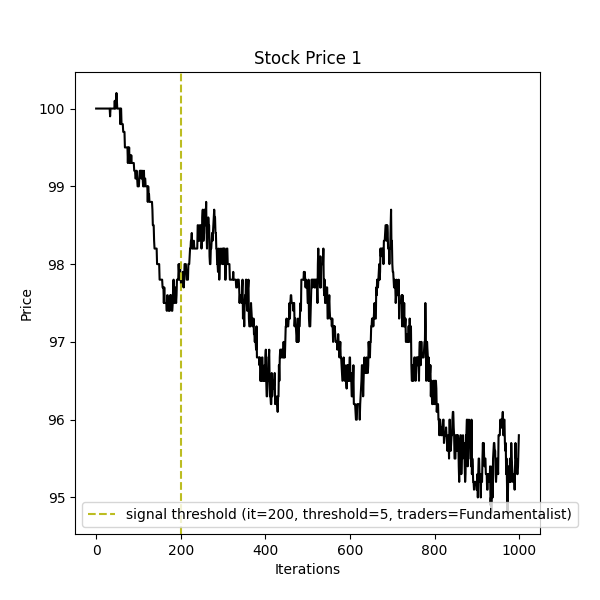 Stock Price 1
Price
100
99
98
97
96
95
signal threshold (it=200, threshold=5, traders=Fundamentalist)
0 200 400 600 800 1000
Iterations